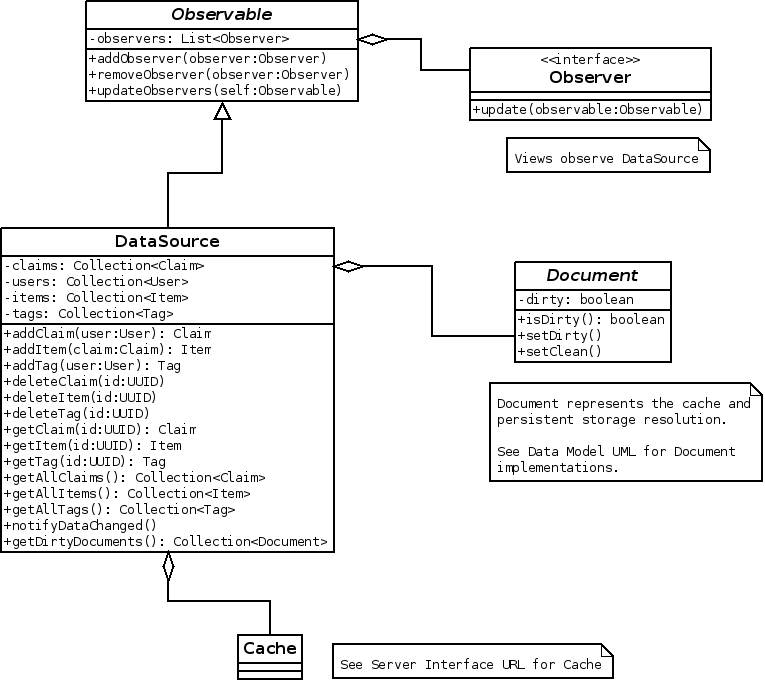 Observable
-observers: List<Observer>
+addObserver(observer:Observer)
+removeObserver(observer:Observer)
+updateObservers(self:Observable)
<<interface>>
Observer
+update(observable:Observable)
Views observe DataSource
DataSource
-claims: Collection<Claim>
-users: Collection<User>
-items: Collection<Item>
-tags: Collection<Tag>
+addClaim(user:User): Claim
+addItem(claim:Claim): Item
+addTag(user:User): Tag
+deleteClaim(id:UUID)
+deleteItem(id:UUID)
+deleteTag(id:UUID)
+getClaim(id:UUID): Claim
+getItem(id:UUID): Item
+getTag(id:UUID): Tag
+getAllClaims(): Collection<Claim>
+getAllItems(): Collection<Item>
+getAllTags(): Collection<Tag>
+notifyDataChanged()
+getDirtyDocuments(): Collection<Document>
Document
-dirty: boolean
+isDirty(): boolean
+setDirty()
+setClean()
Document represents the cache and
persistent storage resolution.
See Data Model UML for Document
implementations.
Cache
See Server Interface URL for Cache